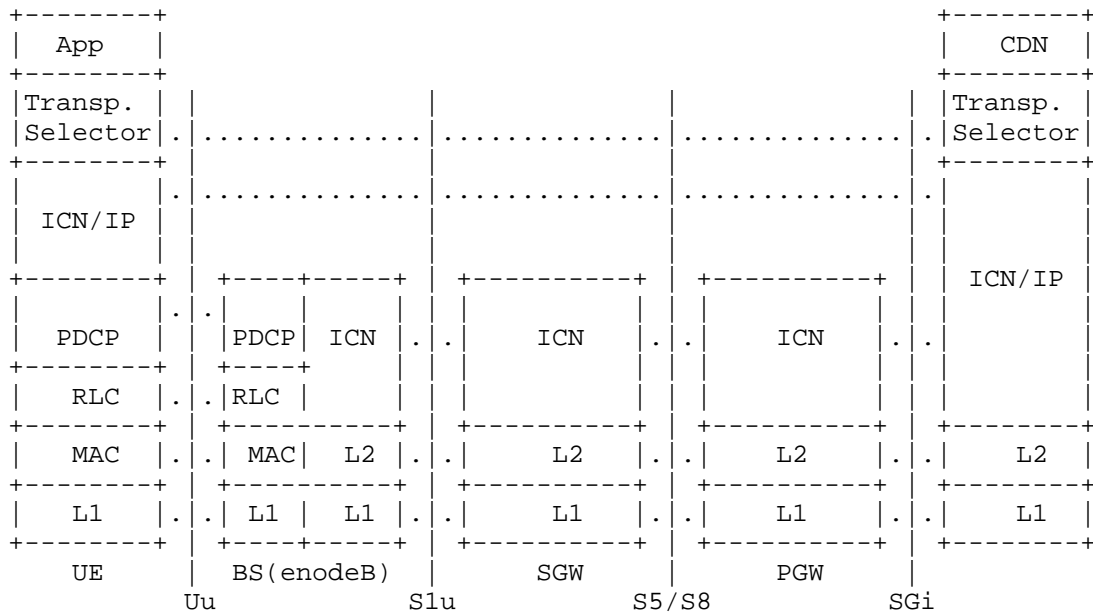 App CDN
Transp. Transp.
Selector Selector
ICN/IP
ICN/IP
PDCP PDCP ICN ICN ICN
RLC RLC
MAC MAC L2 L2 L2 L2
L1 L1 L1 L1 L1 L1
UE BS(enodeB) SGW PGW
Uu S1u S5/S8 SGi